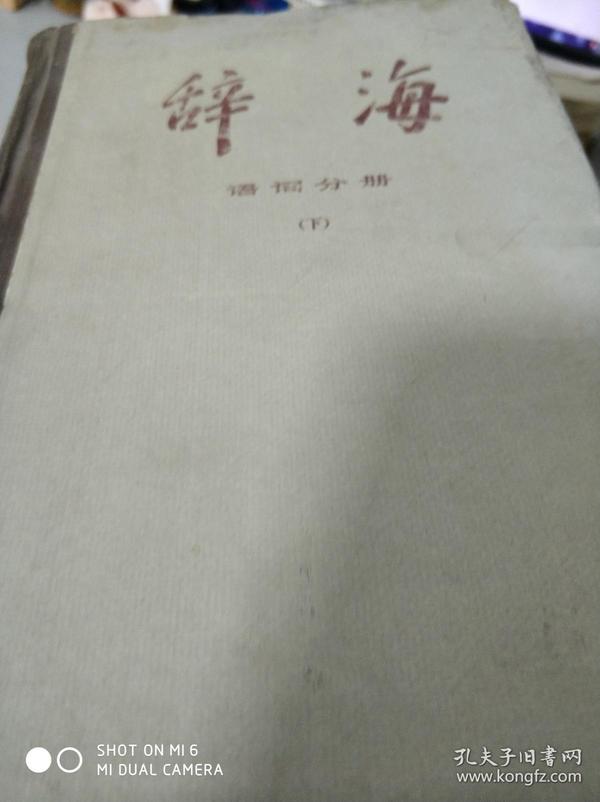 辞海
语词分册
(下)
SHOT ON MI 6
MI DUAL CAMERA
孔夫子旧书网
www.kongfz.com